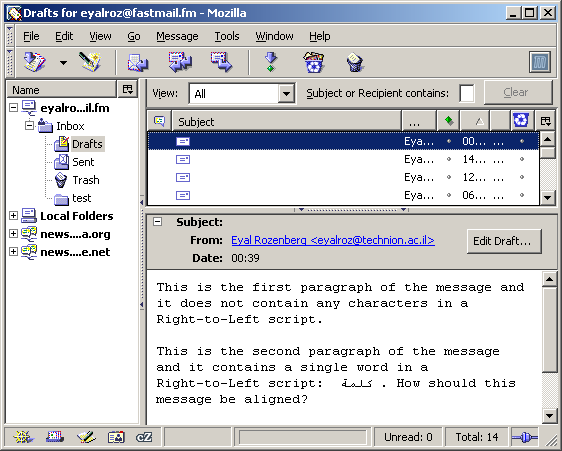 Drafts for eyalroz@fastmail.fm - Mozilla
File Edit View Go Message Tools Window Help
Name
eyalro...il.fm
Inbox
Drafts
Sent
Trash
test
Local Folders
news....a.org
news....e.net
View: All Subject or Recipient contains: Clear
Subject ...
Eya... 00... ...
Eya... 14... ...
Eya... 12... ...
Eya... 06... ...
Subject:
From: Eyal Rozenberg <eyalroz@technion.ac.il>
Date: 00:39
Edit Draft...
This is the first paragraph of the message and
it does not contain any characters in a
Right-to-Left script.
This is the second paragraph of the message
and it contains a single word in a
Right-to-Left script: كلمة . How should this
message be aligned?
Unread: 0 Total: 14